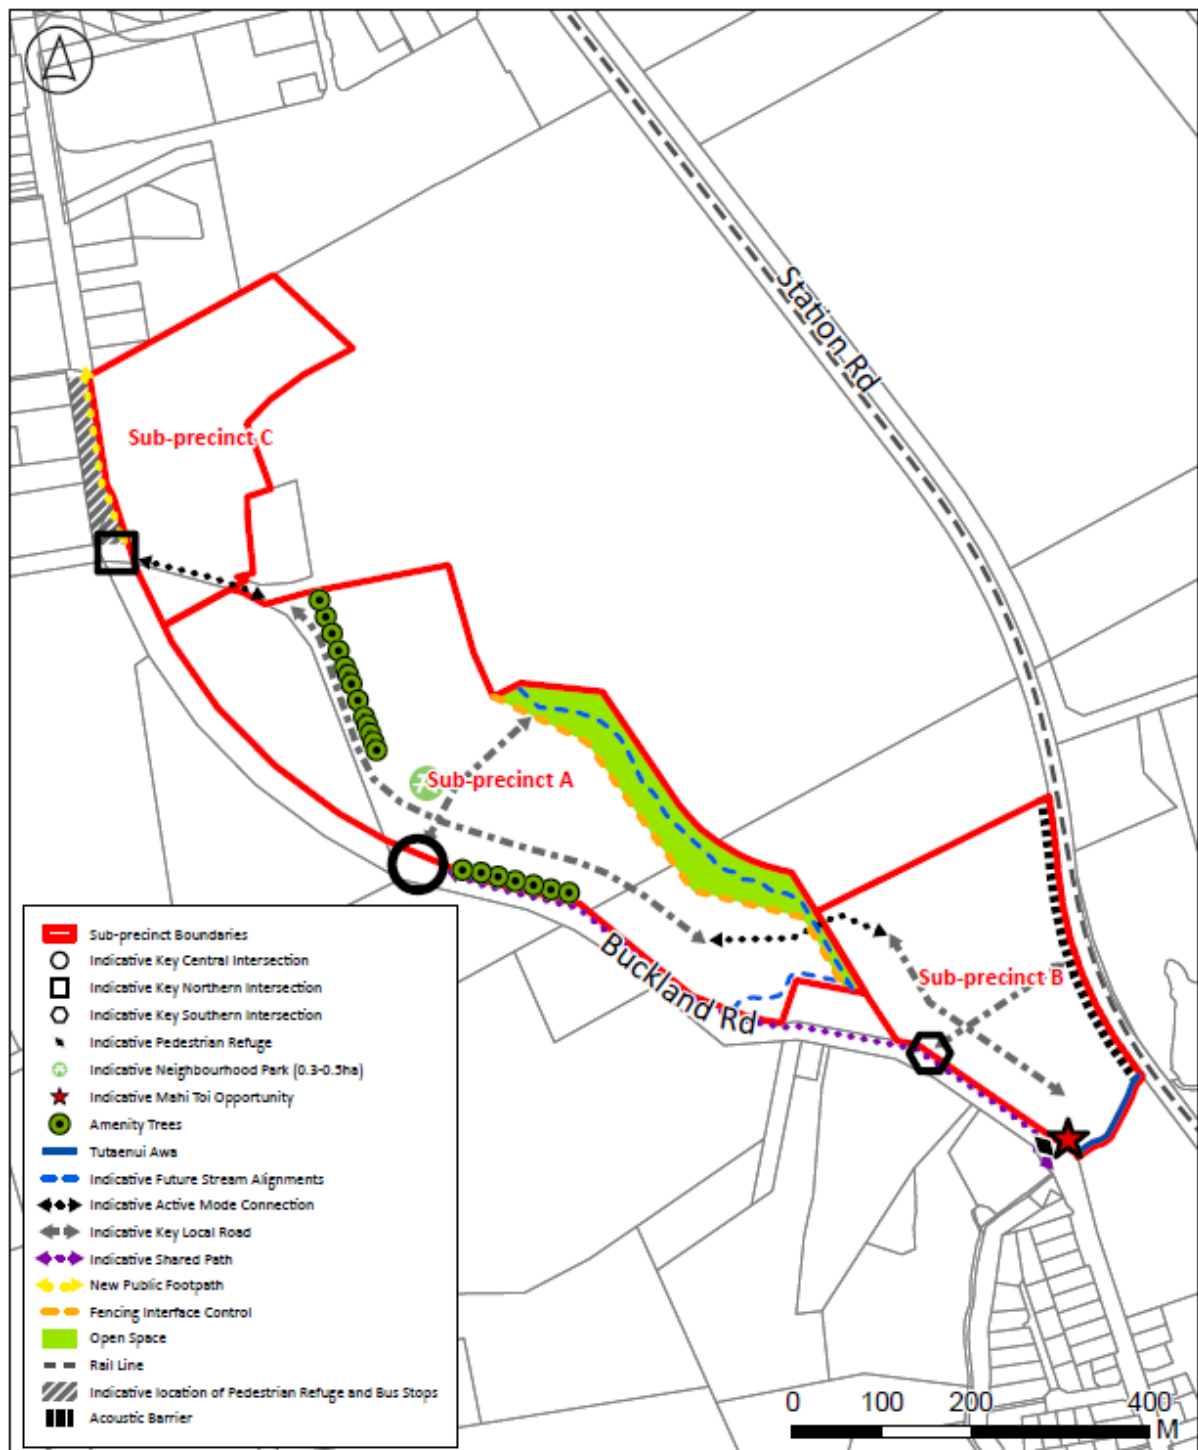 Station Rd
Sub-precinct C
Sub-precinct A
Sub-precinct B
Buckland Rd
Sub-precinct Boundaries
Indicative Key Central Intersection
Indicative Key Northern Intersection
Indicative Key Southern Intersection
Indicative Pedestrian Refuge
Indicative Neighbourhood Park (0.3-0.5ha)
Indicative Mahi Toi Opportunity
Amenity Trees
Tutaenui Awa
Indicative Future Stream Alignments
Indicative Active Mode Connection
Indicative Key Local Road
Indicative Shared Path
New Public Footpath
Fencing Interface Control
Open Space
Rail Line
Indicative location of Pedestrian Refuge and Bus Stops
Acoustic Barrier
0 100 200 400
M